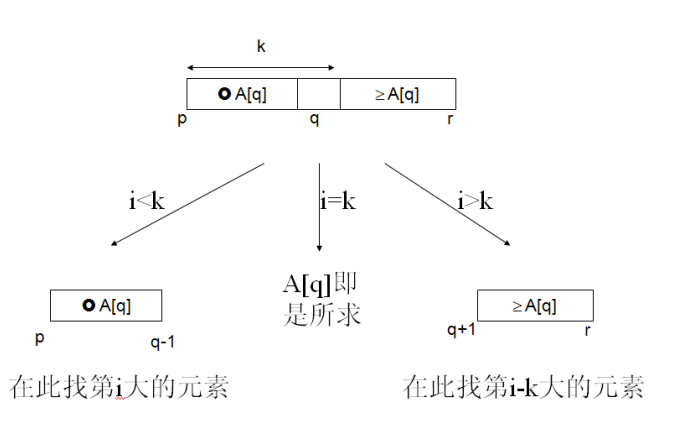 k
✪ A[q]
≥A[q]
p
q
r
i<k
i=k
i>k
✪ A[q]
A[q]即
是所求
≥A[q]
p
q-1
q+1
r
在此找第i大的元素
在此找第i-k大的元素